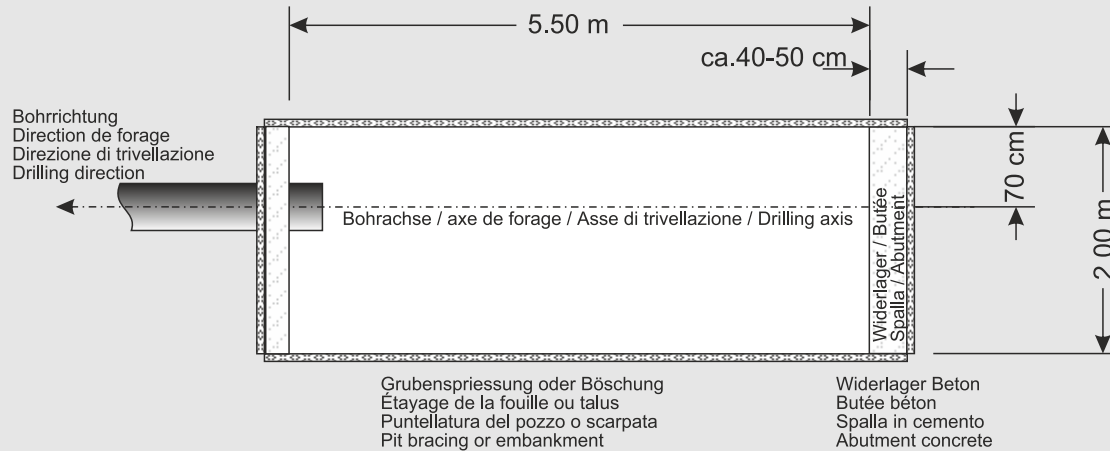 5.50 m
ca.40-50 cm
Bohrrichtung
Direction de forage
Direzione di trivellazione
Drilling direction
70 cm
2.00 m
Bohrachse / axe de forage / Asse di trivellazione / Drilling axis
Widerlager / Butée
Spalla / Abutment
Grubenspriessung oder Böschung
Étayage de la fouille ou talus
Puntellatura del pozzo o scarpata
Pit bracing or embankment
Widerlager Beton
Butée béton
Spalla in cemento
Abutment concrete